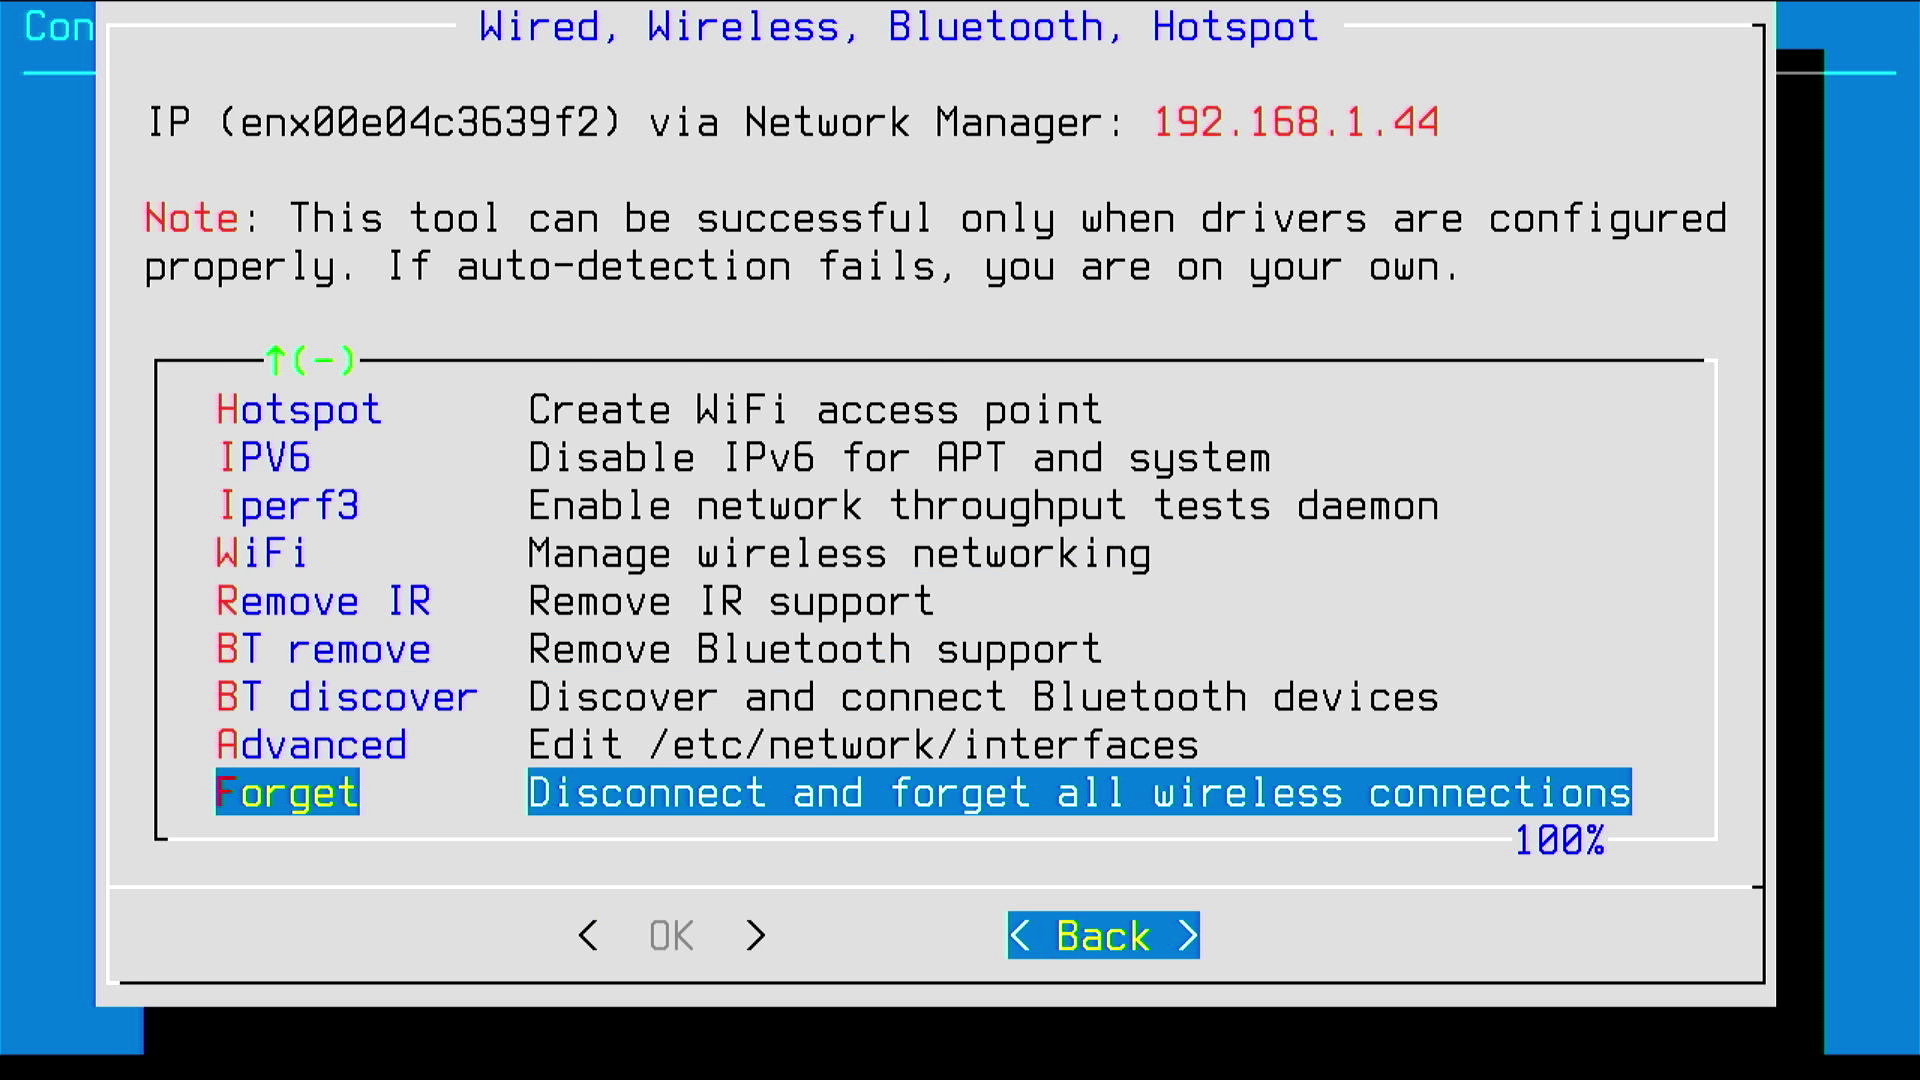 Con
Wired, Wireless, Bluetooth, Hotspot
IP (enx00e04c3639f2) via Network Manager: 192.168.1.44
Note: This tool can be successful only when drivers are configured
properly. If auto-detection fails, you are on your own.
↑(-)
Hotspot Create WiFi access point
IPV6 Disable IPv6 for APT and system
Iperf3 Enable network throughput tests daemon
WiFi Manage wireless networking
Remove IR Remove IR support
BT remove Remove Bluetooth support
BT discover Discover and connect Bluetooth devices
Advanced Edit /etc/network/interfaces
Forget Disconnect and forget all wireless connections
100%
< OK > < Back >